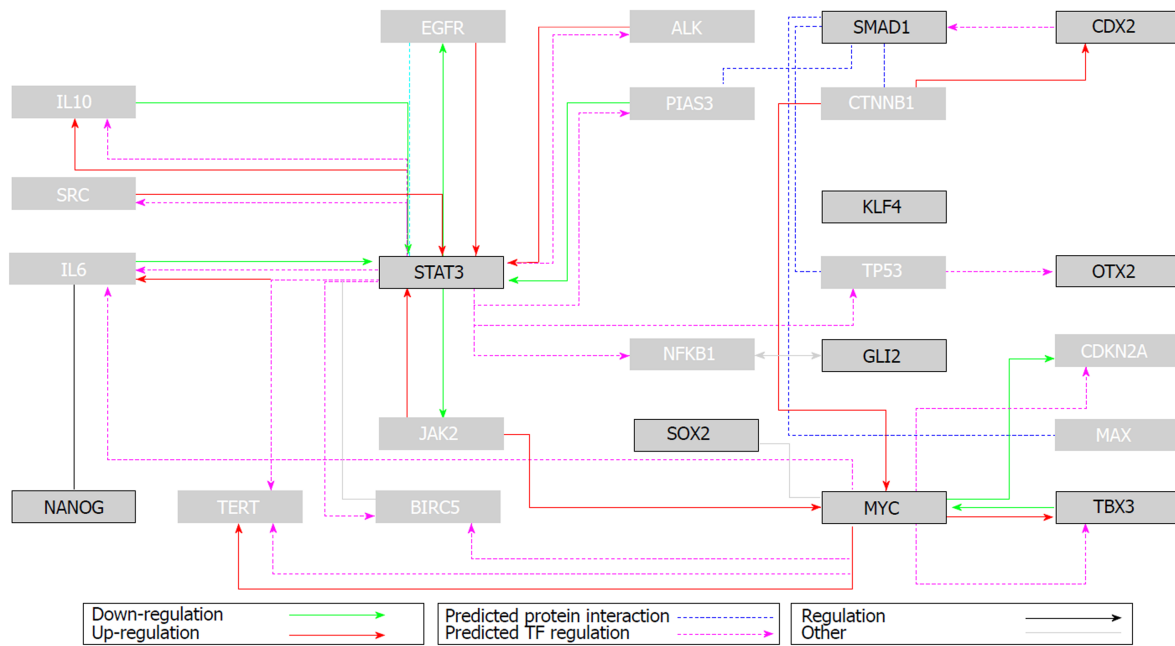 EGFR
ALK
SMAD1
CDX2
IL10
PIAS3
CTNNB1
SRC
KLF4
IL6
STAT3
TP53
OTX2
NFKB1
GLI2
CDKN2A
JAK2
SOX2
MAX
NANOG
TERT
BIRC5
MYC
TBX3
Down-regulation
Up-regulation
Predicted protein interaction
Predicted TF regulation
Regulation
Other